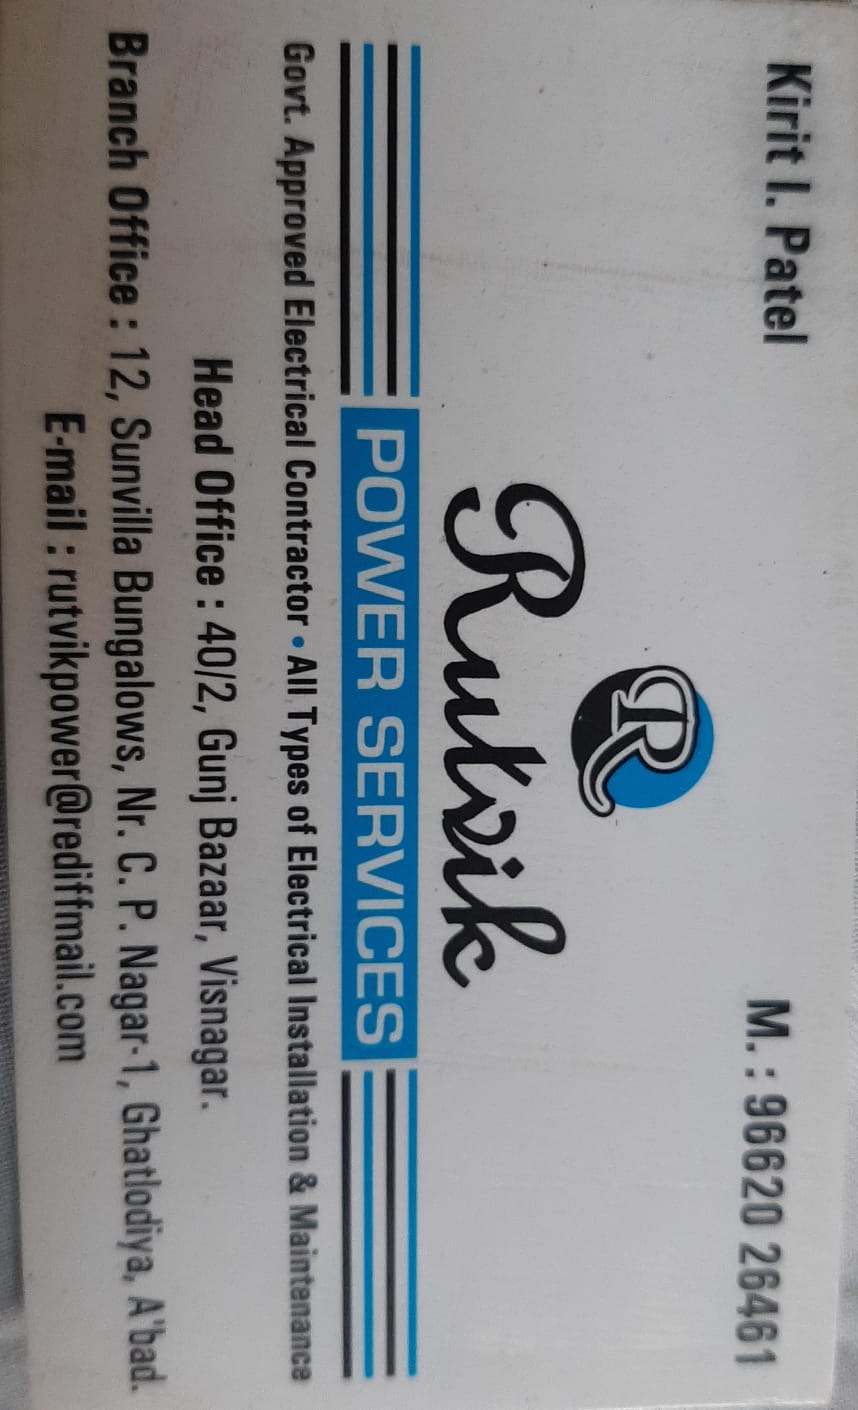 Kirit I. Patel
M. : 96620 26461
R
Rutvik
POWER SERVICES
Govt. Approved Electrical Contractor • All Types of Electrical Installation & Maintenance
Head Office : 40/2, Gunj Bazaar, Visnagar.
Branch Office : 12, Sunvilla Bungalows, Nr. C. P. Nagar-1, Ghatlodiya, A'bad.
E-mail : rutvikpower@rediffmail.com